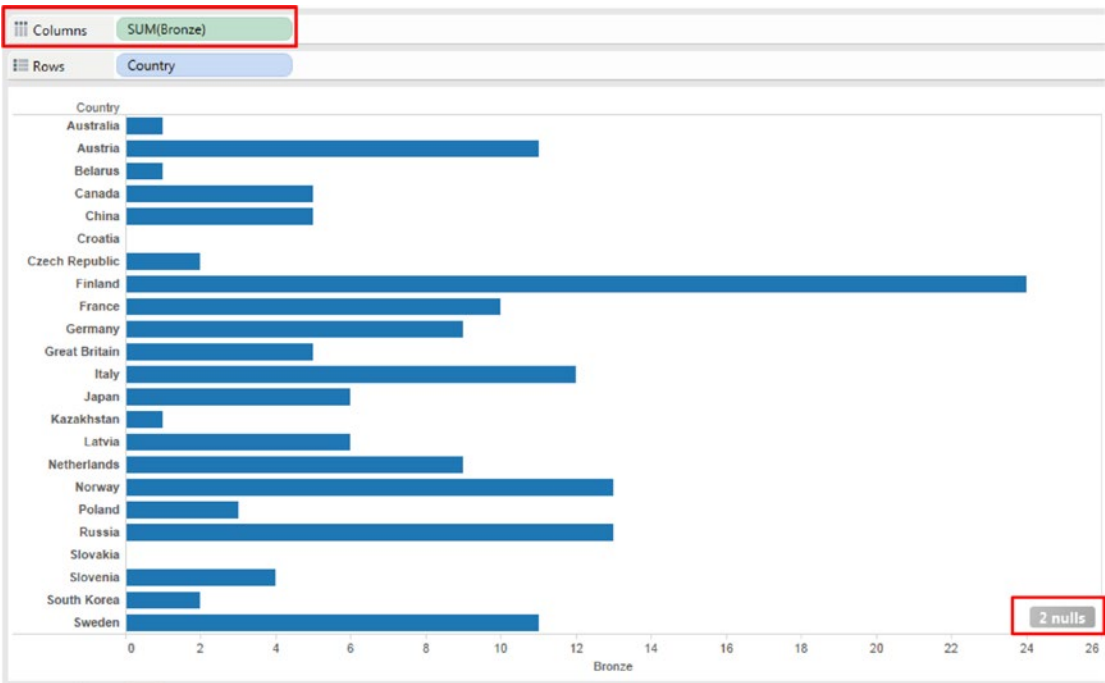 Columns SUM(Bronze)
Rows Country
Country
Australia
Austria
Belarus
Canada
China
Croatia
Czech Republic
Finland
France
Germany
Great Britain
Italy
Japan
Kazakhstan
Latvia
Netherlands
Norway
Poland
Russia
Slovakia
Slovenia
South Korea
Sweden
2 nulls
0 2 4 6 8 10 12 14 16 18 20 22 24 26
Bronze